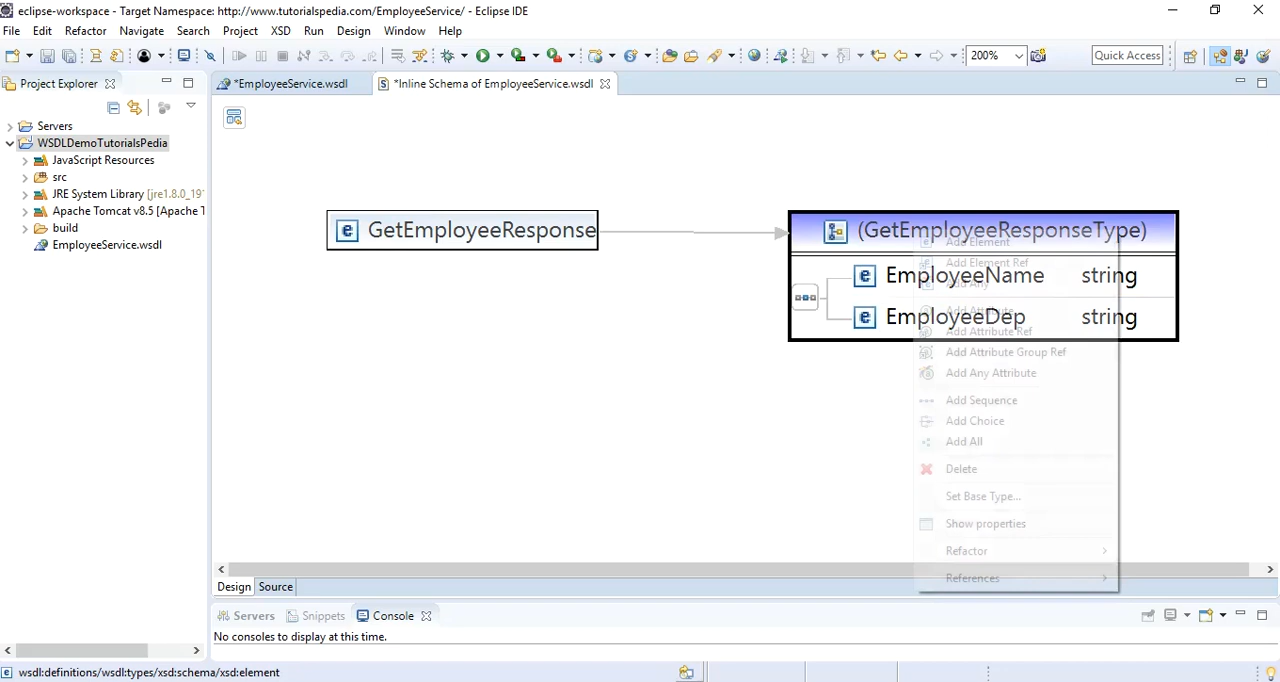 eclipse-workspace - Target Namespace: http://www.tutorialspedia.com/EmployeeService/ - Eclipse IDE
File Edit Refactor Navigate Search Project XSD Run Design Window Help
200% Quick Access
Project Explorer
*EmployeeService.wsdl *Inline Schema of EmployeeService.wsdl
Servers
WSDLDemoTutorialsPedia
JavaScript Resources
src
JRE System Library [jre1.8.0_19
Apache Tomcat v8.5 [Apache T
build
EmployeeService.wsdl
GetEmployeeResponse
(GetEmployeeResponseType)
EmployeeName string
EmployeeDep string
Add Element
Add Element Ref
Add Any
Add Attribute
Add Attribute Ref
Add Attribute Group Ref
Add Any Attribute
Add Sequence
Add Choice
Add All
Delete
Set Base Type...
Show properties
Refactor
References
Design Source
Servers Snippets Console
No consoles to display at this time.
wsdl:definitions/wsdl:types/xsd:schema/xsd:element